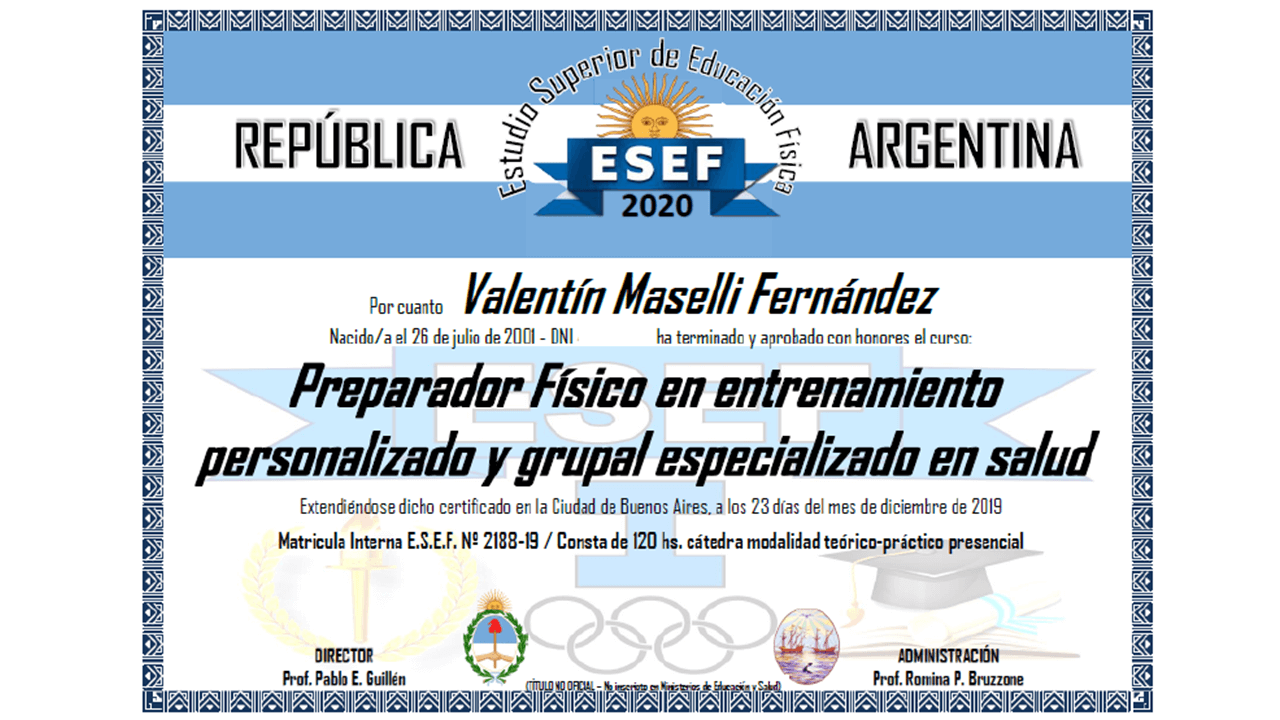 Estudio Superior de Educación Física
REPÚBLICA
ESEF
ARGENTINA
2020
Por cuanto Valentín Maselli Fernández
Nacido/a el 26 de julio de 2001 - DNI ha terminado y aprobado con honores el curso:
Preparador Físico en entrenamiento
personalizado y grupal especializado en salud
Extendiéndose dicho certificado en la Ciudad de Buenos Aires, a los 23 días del mes de diciembre de 2019
Matricula Interna E.S.E.F. Nº 2188-19 / Consta de 120 hs. cátedra modalidad teórico-práctico presencial
ESEF
DIRECTOR
Prof. Pablo E. Guillén
ADMINISTRACIÓN
Prof. Romina P. Bruzzone
(TÍTULO NO OFICIAL - No inscripto en Ministerios de Educación y Salud)